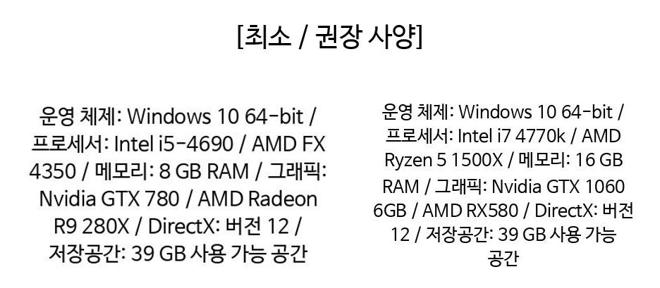 [최소 / 권장 사양]
운영 체제: Windows 10 64-bit /
프로세서: Intel i5-4690 / AMD FX
4350 / 메모리: 8 GB RAM / 그래픽:
Nvidia GTX 780 / AMD Radeon
R9 280X / DirectX: 버전 12 /
저장공간: 39 GB 사용 가능 공간
운영 체제: Windows 10 64-bit /
프로세서: Intel i7 4770k / AMD
Ryzen 5 1500X / 메모리: 16 GB
RAM / 그래픽: Nvidia GTX 1060
6GB / AMD RX580 / DirectX: 버전
12 / 저장공간: 39 GB 사용 가능
공간